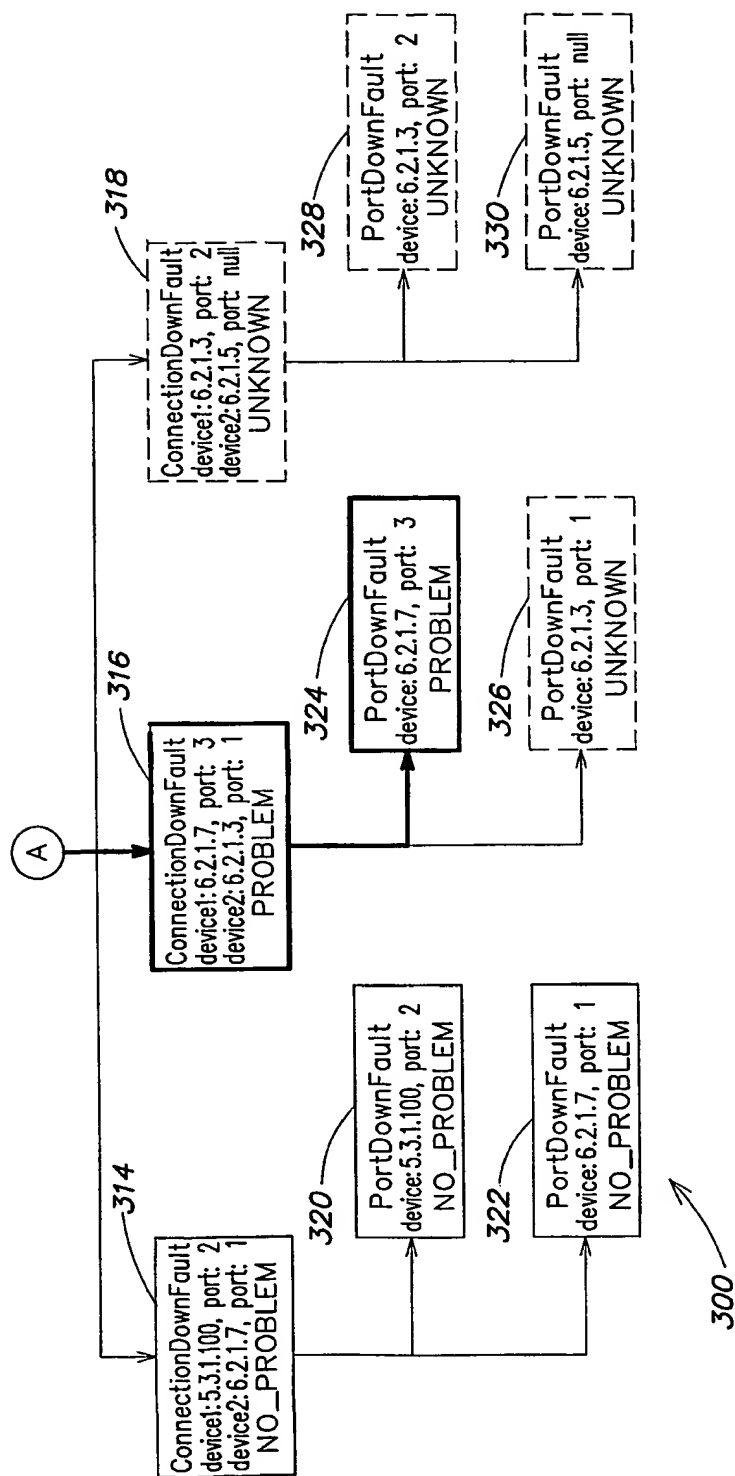 A
314
ConnectionDownFault
device1:5.3.1.100, port: 2
device2:6.2.1.7, port: 1
NO_PROBLEM
316
ConnectionDownFault
device1:6.2.1.7, port: 3
device2:6.2.1.3, port: 1
PROBLEM
318
ConnectionDownFault
device1:6.2.1.3, port: 2
device2:6.2.1.5, port: null
UNKNOWN
320
PortDownFault
device:5.3.1.100, port: 2
NO_PROBLEM
322
PortDownFault
device:6.2.1.7, port: 1
NO_PROBLEM
324
PortDownFault
device:6.2.1.7, port: 3
PROBLEM
326
PortDownFault
device:6.2.1.3, port: 1
UNKNOWN
328
PortDownFault
device:6.2.1.3, port: 2
UNKNOWN
330
PortDownFault
device:6.2.1.5, port: null
UNKNOWN
300